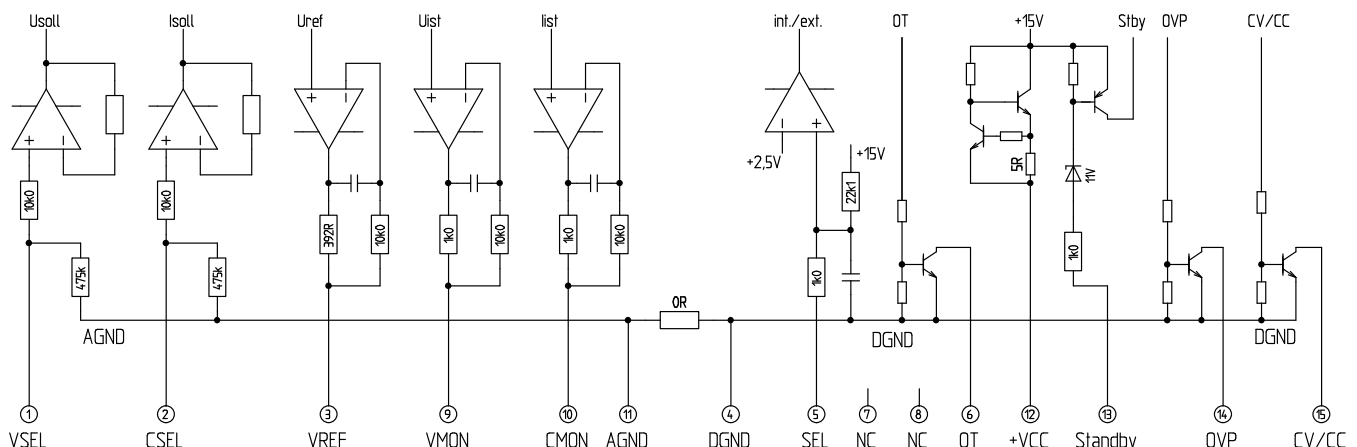 Usoll Isoll Uref Uist Iist int./ext. OT +15V Stby OVP CV/CC
+ − + − + − + − + − − +
+2,5V +15V
5R 11V
10k0 10k0 22k1
392R 10k0 1k0 10k0 1k0 10k0
475k 475k 1k0 1k0
0R
AGND DGND DGND
1 2 3 9 10 11 4 5 7 8 6 12 13 14 15
VSEL CSEL VREF VMON CMON AGND DGND SEL NC NC OT +VCC Standby OVP CV/CC